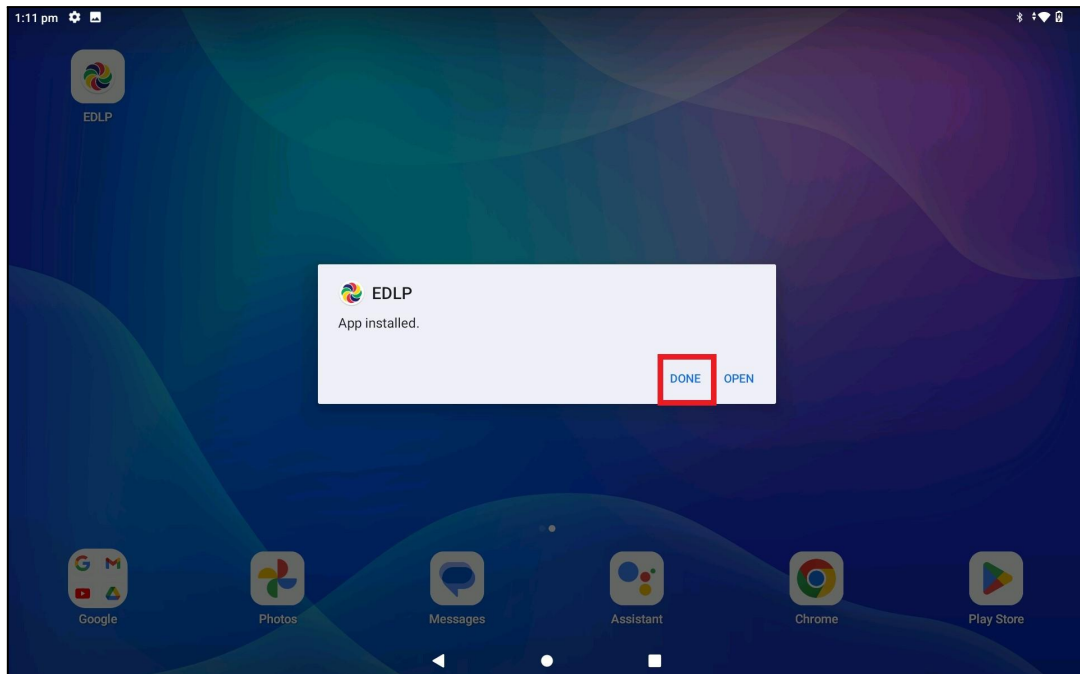 1:11 pm
EDLP
EDLP
App installed.
DONE OPEN
G M
Google Photos Messages Assistant Chrome Play Store